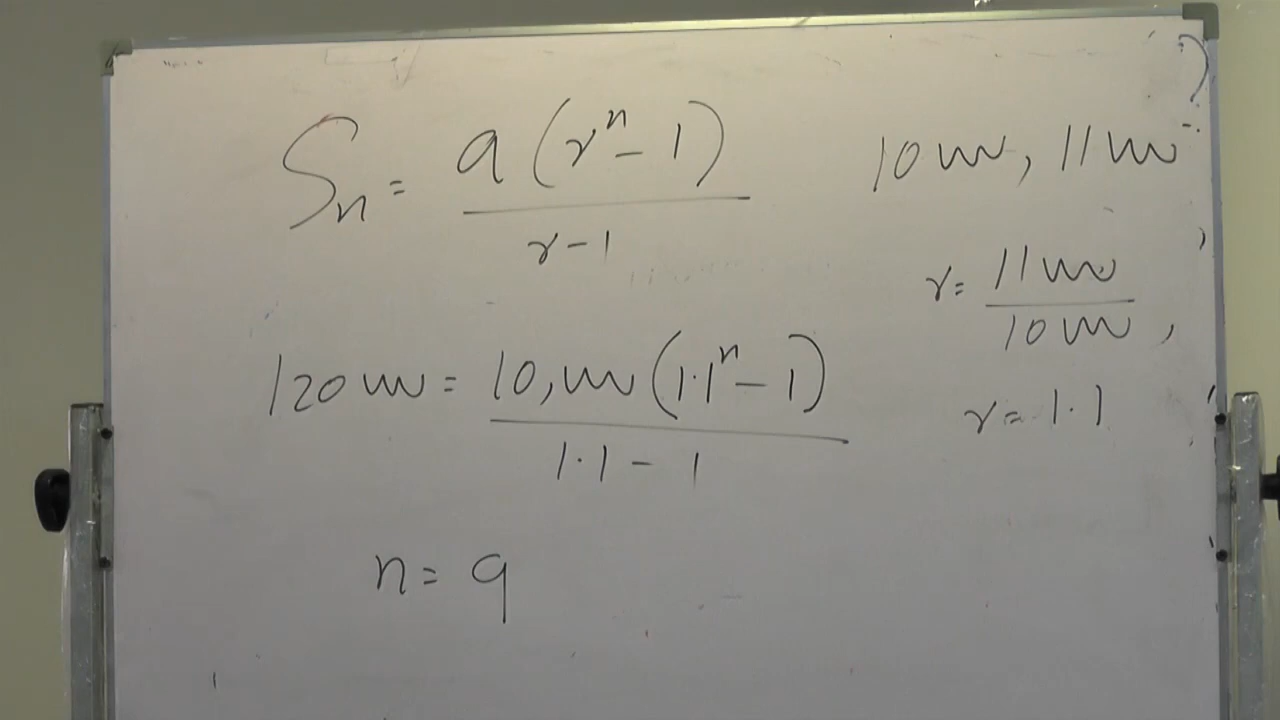 Sn = a(r^n - 1) / r - 1
10m, 11m
r = 11m / 10m
120m = 10,m(1.1^n - 1) / 1.1 - 1
r = 1.1
n = 9